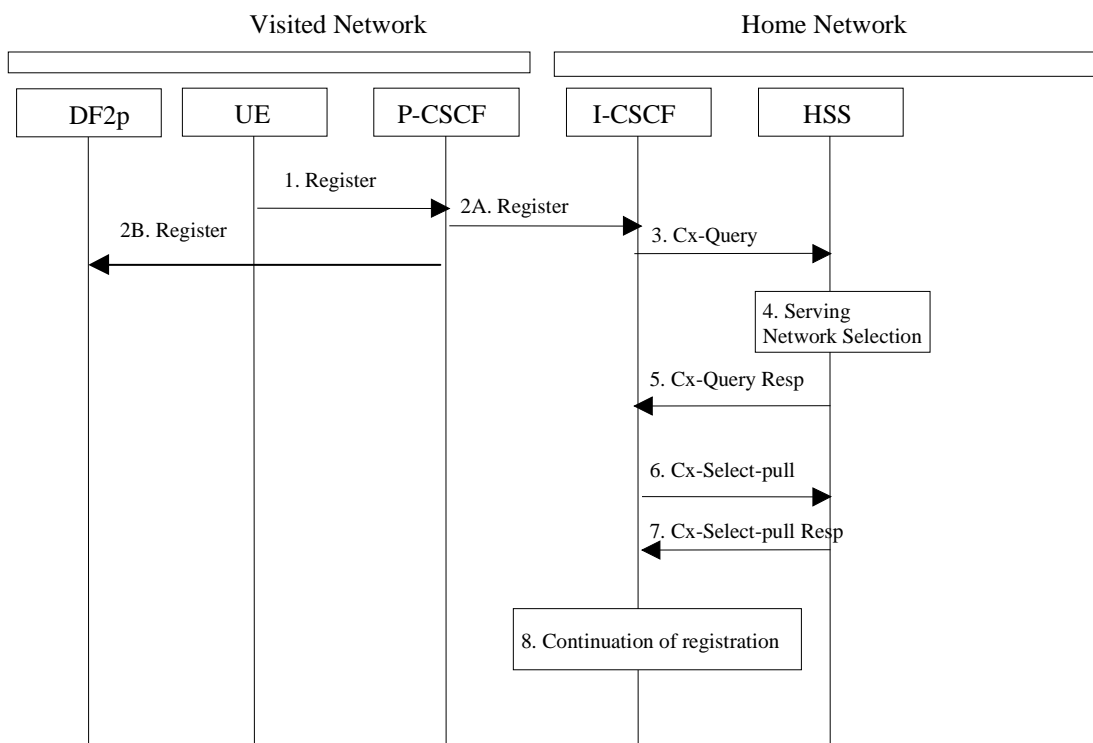 Visited Network
Home Network
DF2p
UE
P-CSCF
I-CSCF
HSS
1. Register
2A. Register
2B. Register
3. Cx-Query
4. Serving
Network Selection
5. Cx-Query Resp
6. Cx-Select-pull
7. Cx-Select-pull Resp
8. Continuation of registration